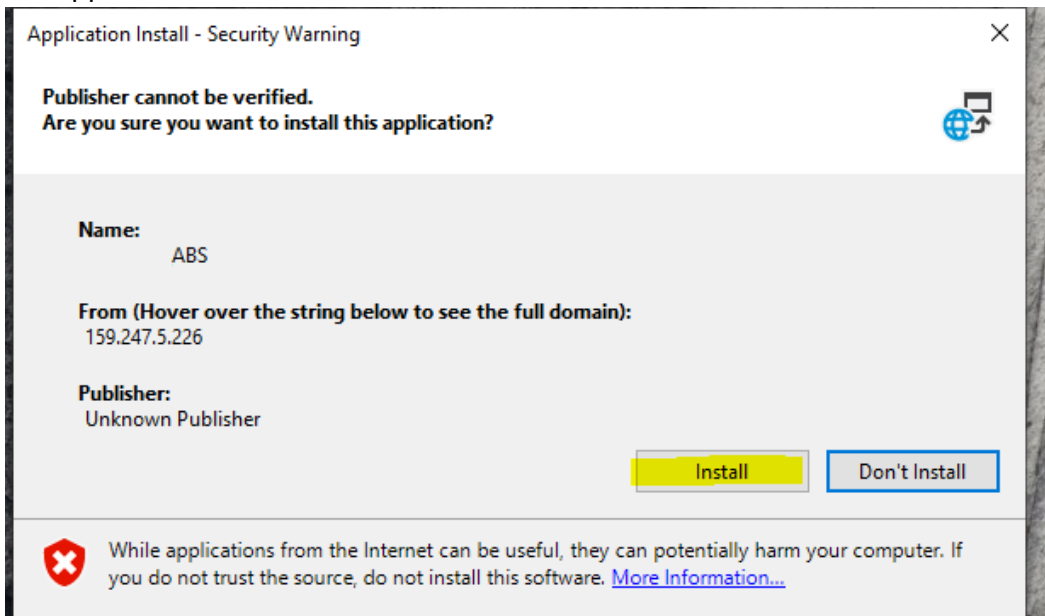 Application Install - Security Warning
Publisher cannot be verified.
Are you sure you want to install this application?
Name:
ABS
From (Hover over the string below to see the full domain):
159.247.5.226
Publisher:
Unknown Publisher
Install Don't Install
While applications from the Internet can be useful, they can potentially harm your computer. If
you do not trust the source, do not install this software. More Information...